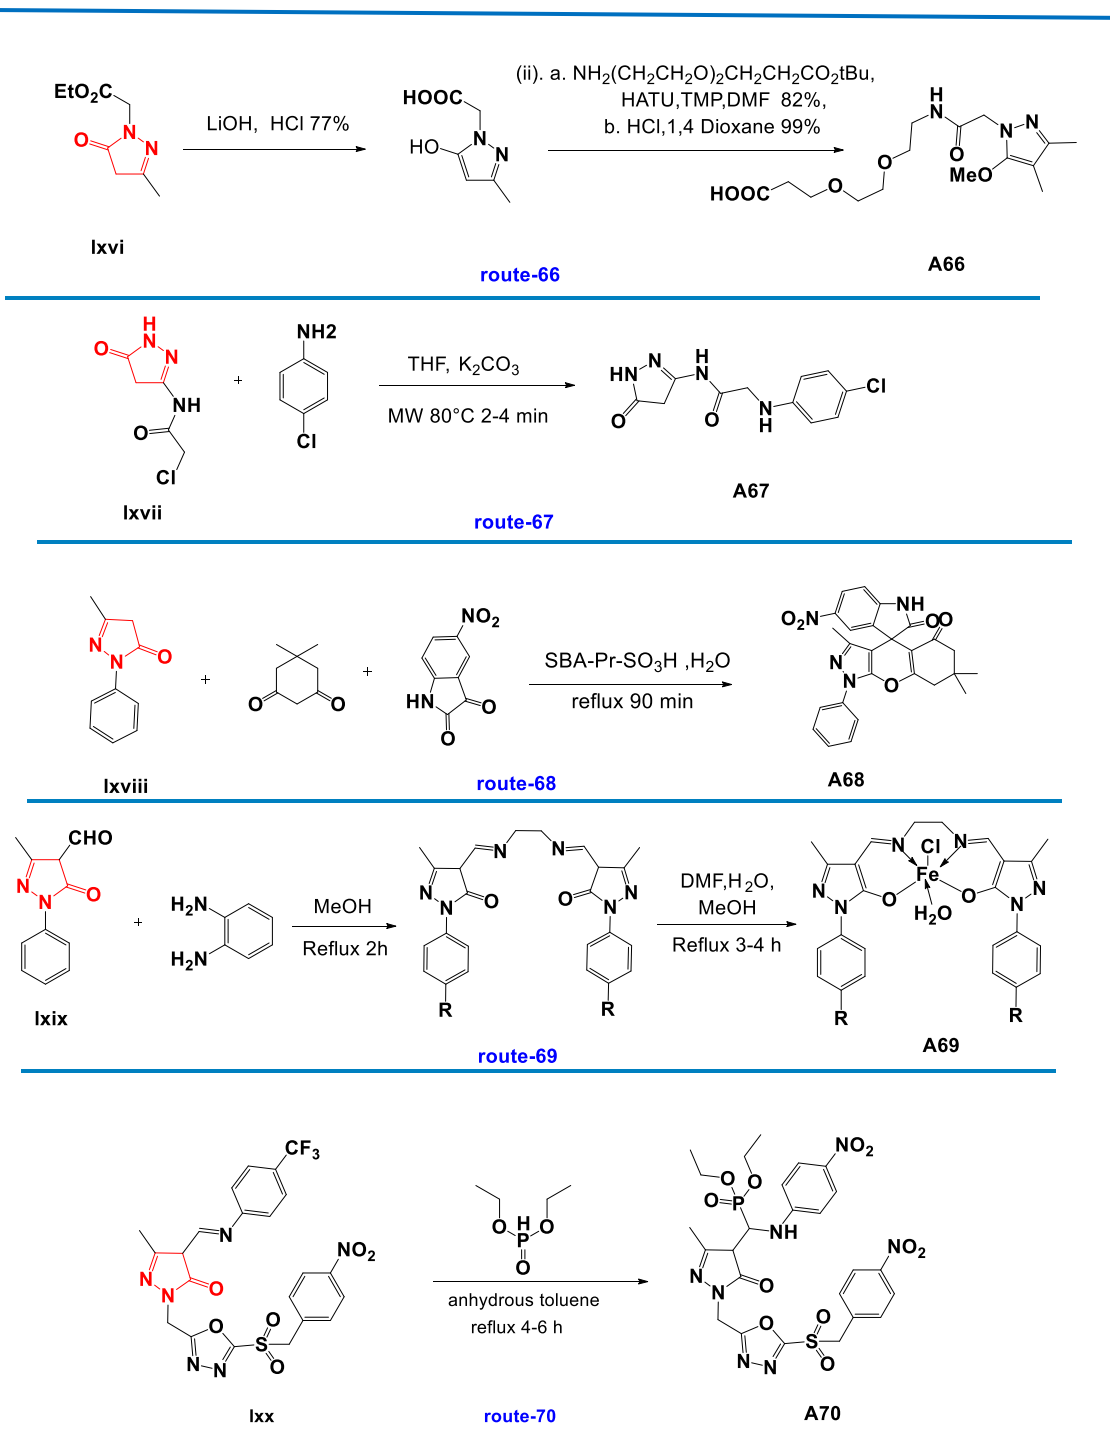 (ii). a. NH2(CH2CH2O)2CH2CH2CO2tBu,
EtO2C
HOOC
HATU,TMP,DMF 82%,
LiOH, HCl 77%
b. HCl,1,4 Dioxane 99%
O N N
HO N N
HOOC O O NH O N N MeO
lxvi
route-66
A66
H N N O
NH2
THF, K2CO3
HN N H N O O N H Cl
+
NH
MW 80°C 2-4 min
O
Cl
Cl
lxvii
route-67
A67
N N O
+
O O
+
NO2
HN O O
SBA-Pr-SO3H ,H2O
reflux 90 min
O2N NH O O N N O
lxviii
route-68
A68
CHO
N N O
+
H2N
H2N
MeOH
Reflux 2h
N N
N N O O N N
R R
DMF,H2O,
MeOH
Reflux 3-4 h
N N
Cl
Fe
H2O
N N O O N N
R R
lxix
route-69
A69
CF3
N
N N O
NO2
O
N N
O S O
O H P O
O
anhydrous toluene
reflux 4-6 h
NO2
O O
O P
NH
N N O
NO2
O
N N
O S O
lxx
route-70
A70